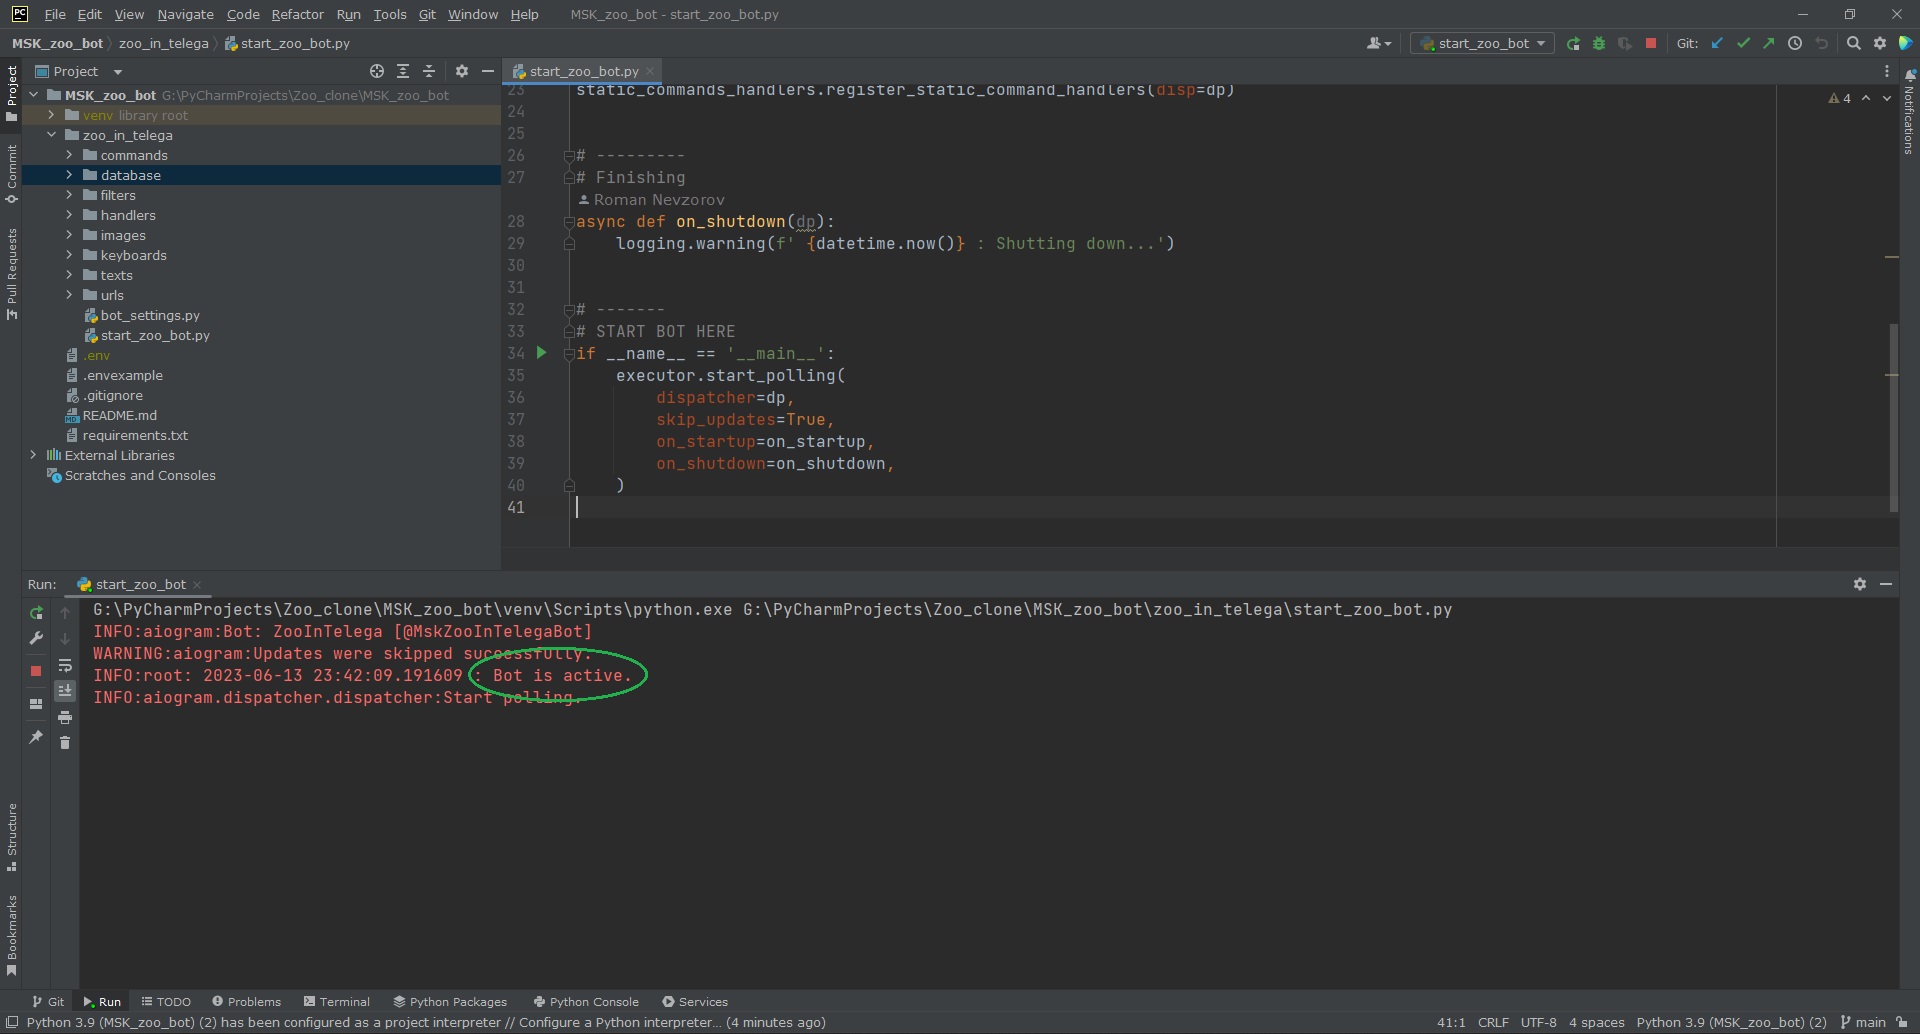 PC File Edit View Navigate Code Refactor Run Tools Git Window Help MSK_zoo_bot - start_zoo_bot.py
MSK_zoo_bot zoo_in_telega start_zoo_bot.py start_zoo_bot Git:
Project
start_zoo_bot.py
MSK_zoo_bot G:\PyCharmProjects\Zoo_clone\MSK_zoo_bot
venv library root
zoo_in_telega
commands
database
filters
handlers
images
keyboards
texts
urls
bot_settings.py
start_zoo_bot.py
.env
.envexample
.gitignore
README.md
requirements.txt
External Libraries
Scratches and Consoles
Project
Commit
Pull Requests
Structure
Bookmarks
Notifications
4
23 static_commands_handlers.register_static_command_handlers(disp=dp)
24
25
26 # ---------
27 # Finishing
Roman Nevzorov
28 async def on_shutdown(dp):
29     logging.warning(f' {datetime.now()} : Shutting down...')
30
31
32 # -------
33 # START BOT HERE
34 if __name__ == '__main__':
35     executor.start_polling(
36         dispatcher=dp,
37         skip_updates=True,
38         on_startup=on_startup,
39         on_shutdown=on_shutdown,
40     )
41
Run: start_zoo_bot
G:\PyCharmProjects\Zoo_clone\MSK_zoo_bot\venv\Scripts\python.exe G:\PyCharmProjects\Zoo_clone\MSK_zoo_bot\zoo_in_telega\start_zoo_bot.py
INFO:aiogram:Bot: ZooInTelega [@MskZooInTelegaBot]
WARNING:aiogram:Updates were skipped successfully.
INFO:root: 2023-06-13 23:42:09.191609 : Bot is active.
INFO:aiogram.dispatcher.dispatcher:Start polling.
Git Run TODO Problems Terminal Python Packages Python Console Services
Python 3.9 (MSK_zoo_bot) (2) has been configured as a project interpreter // Configure a Python interpreter... (4 minutes ago) 41:1 CRLF UTF-8 4 spaces Python 3.9 (MSK_zoo_bot) (2) main